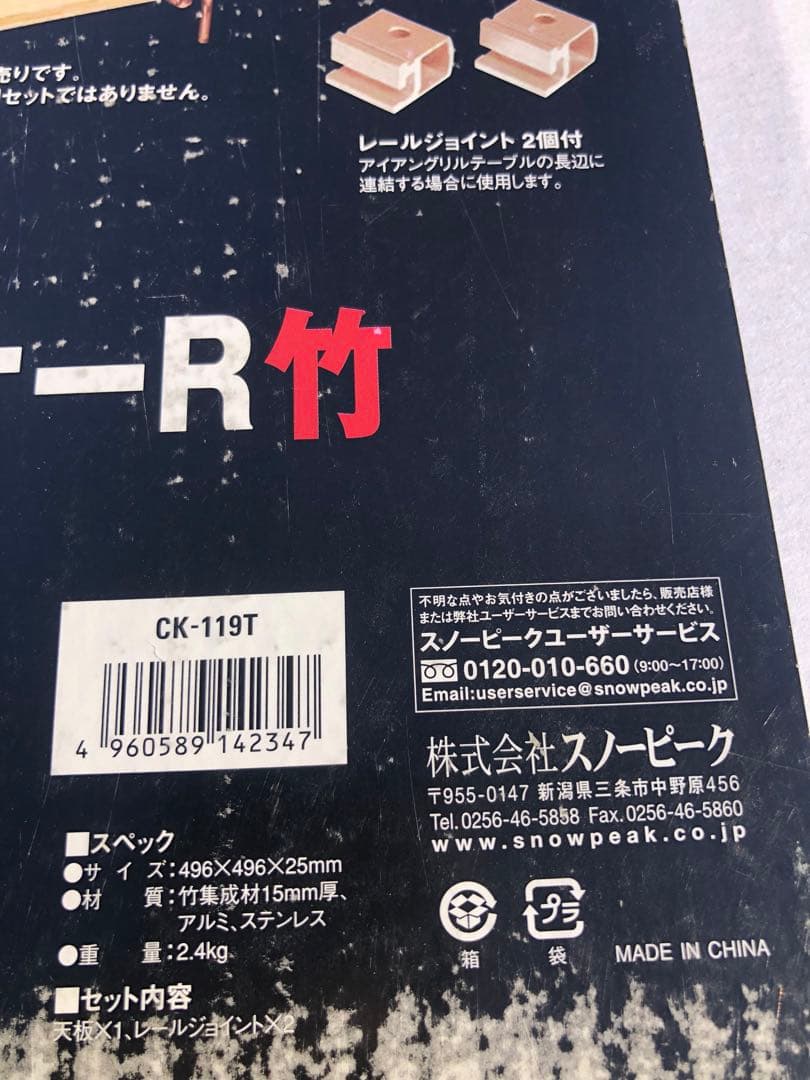 売りです。
セットではありません。
レールジョイント 2個付
アイアングリルテーブルの長辺に
連結する場合に使用します。
ーR竹
CK-119T
4 960589 142347
不明な点やお気付きの点がございましたら、販売店様
または弊社ユーザーサービスまでお問い合わせください。
スノーピークユーザーサービス
0120-010-660 (9:00〜17:00)
Email:userservice@snowpeak.co.jp
株式会社スノーピーク
〒955-0147 新潟県三条市中野原456
Tel.0256-46-5858 Fax.0256-46-5860
www.snowpeak.co.jp
■スペック
●サイズ:496×496×25mm
●材 質:竹集成材15mm厚、
アルミ、ステンレス
●重 量:2.4kg
■セット内容
天板×1、レールジョイント×2
箱
プラ
袋
MADE IN CHINA